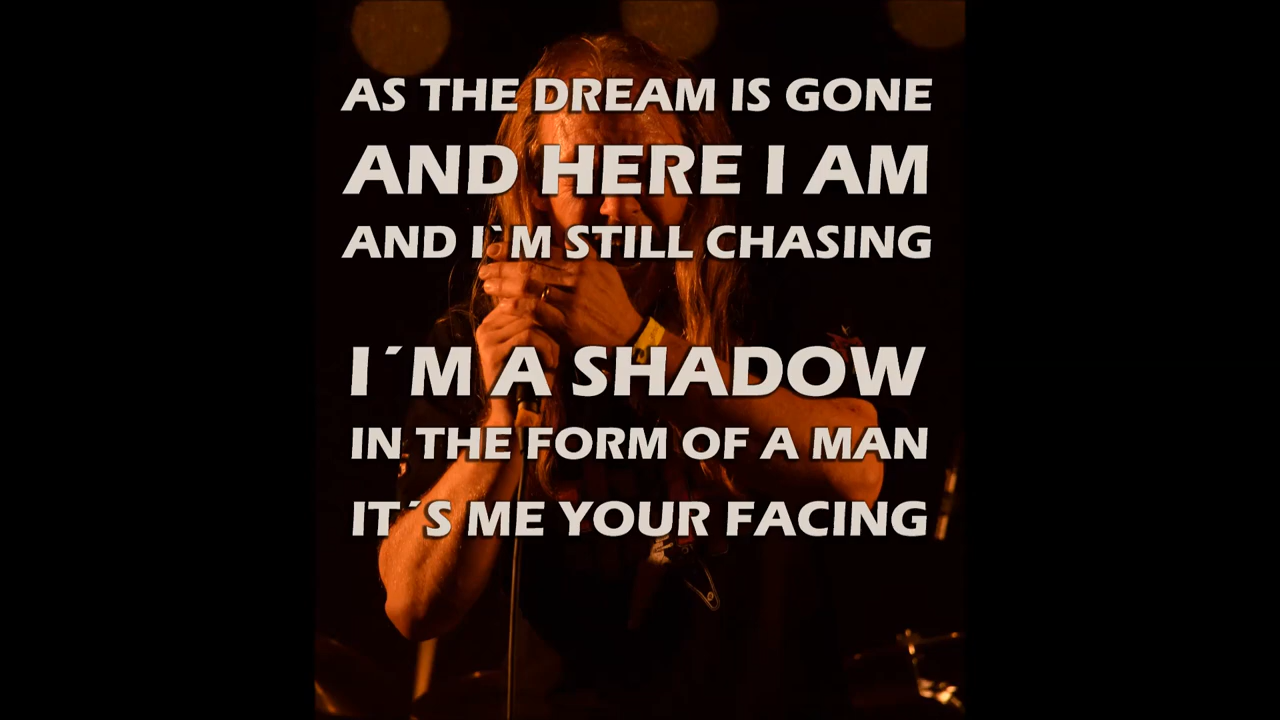 AS THE DREAM IS GONE
AND HERE I AM
AND I`M STILL CHASING
I´M A SHADOW
IN THE FORM OF A MAN
IT´S ME YOUR FACING